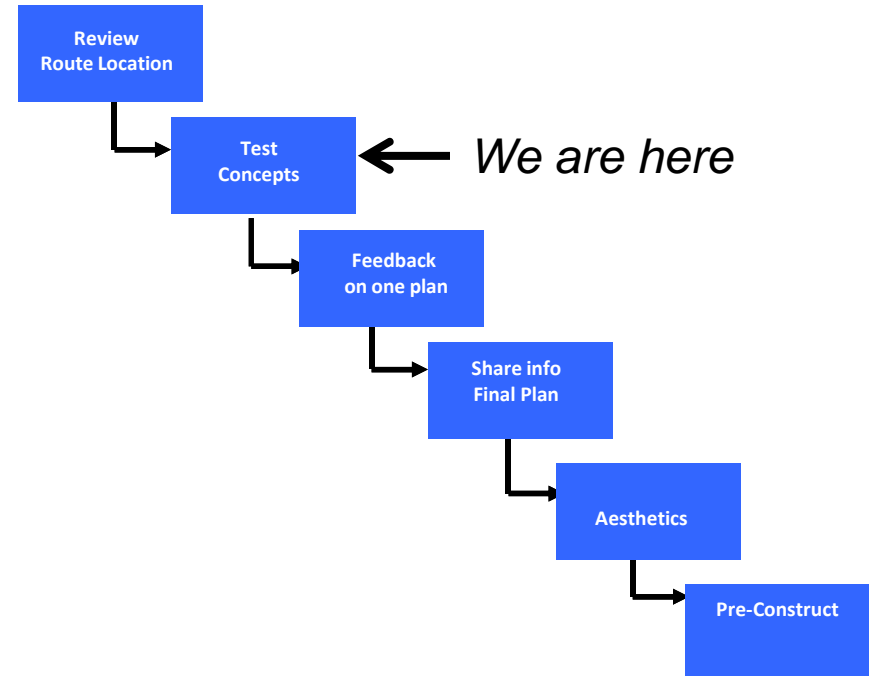 Review
Route Location
Test
Concepts
We are here
Feedback
on one plan
Share info
Final Plan
Aesthetics
Pre-Construct